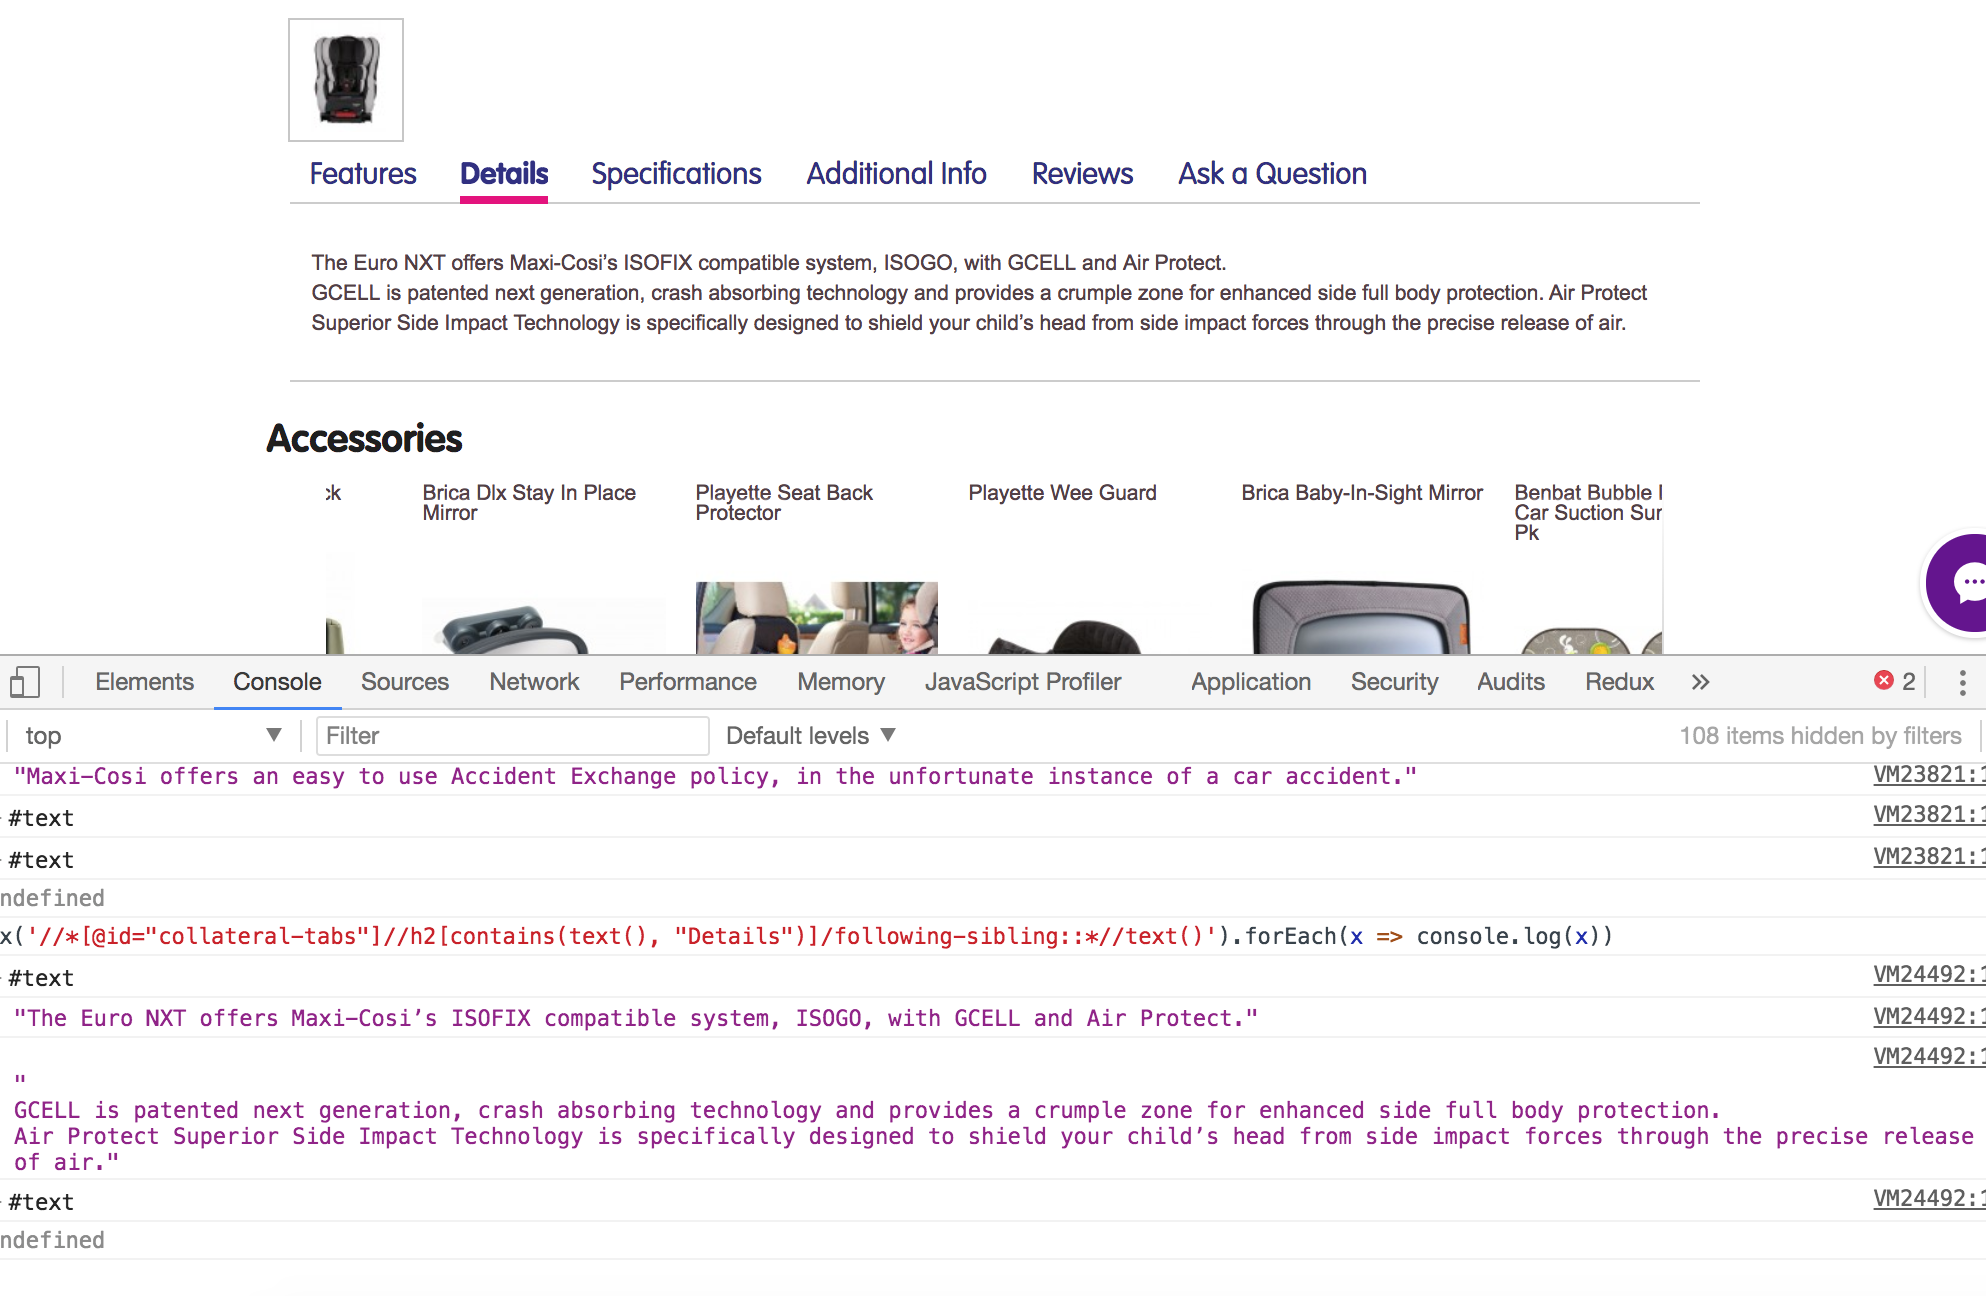 Features Details Specifications Additional Info Reviews Ask a Question
The Euro NXT offers Maxi-Cosi’s ISOFIX compatible system, ISOGO, with GCELL and Air Protect.
GCELL is patented next generation, crash absorbing technology and provides a crumple zone for enhanced side full body protection. Air Protect
Superior Side Impact Technology is specifically designed to shield your child’s head from side impact forces through the precise release of air.
Accessories
ck
Brica Dlx Stay In Place
Mirror
Playette Seat Back
Protector
Playette Wee Guard
Brica Baby-In-Sight Mirror
Benbat Bubble
Car Suction Sur
Pk
Elements Console Sources Network Performance Memory JavaScript Profiler Application Security Audits Redux » 2
top Filter Default levels 108 items hidden by filters
"Maxi-Cosi offers an easy to use Accident Exchange policy, in the unfortunate instance of a car accident." VM23821:1
#text VM23821:1
#text VM23821:1
ndefined
x('//*[@id="collateral-tabs"]//h2[contains(text(), "Details")]/following-sibling::*//text()').forEach(x => console.log(x))
#text VM24492:1
"The Euro NXT offers Maxi-Cosi’s ISOFIX compatible system, ISOGO, with GCELL and Air Protect." VM24492:1
VM24492:1
"
GCELL is patented next generation, crash absorbing technology and provides a crumple zone for enhanced side full body protection.
Air Protect Superior Side Impact Technology is specifically designed to shield your child’s head from side impact forces through the precise release
of air."
#text VM24492:1
ndefined